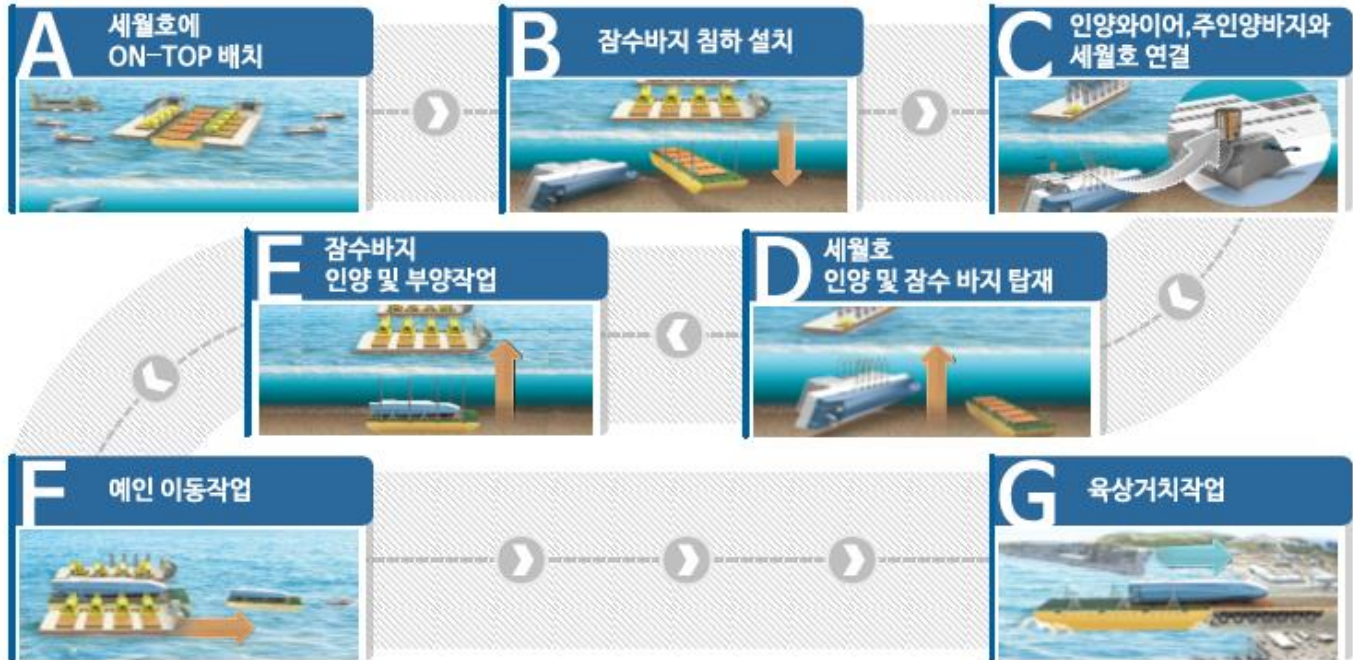 A
세월호에
ON-TOP 배치
B
잠수바지 침하 설치
C
인양와이어,주인양바지와
세월호 연결
D
세월호
인양 및 잠수 바지 탑재
E
잠수바지
인양 및 부양작업
F
예인 이동작업
G
육상거치작업